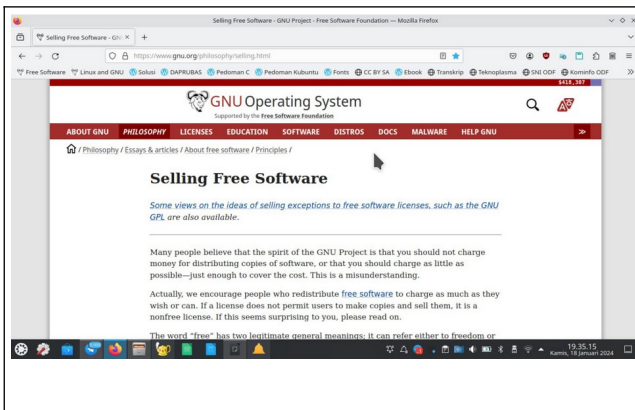 Selling Free Software - GNU Project - Free Software Foundation — Mozilla Firefox
Selling Free Software - GN
https://www.gnu.org/philosophy/selling.html
Free Software Linux and GNU Solusi DAPRUBAS Pedoman C Pedoman Kubuntu Fonts CC BY SA Ebook Transkrip Teknoplasma SNI ODF Kominfo ODF
$418,387
GNU Operating System
Supported by the Free Software Foundation
ABOUT GNU PHILOSOPHY LICENSES EDUCATION SOFTWARE DISTROS DOCS MALWARE HELP GNU
/ Philosophy / Essays & articles / About free software / Principles /
Selling Free Software
Some views on the ideas of selling exceptions to free software licenses, such as the GNU
GPL are also available.
Many people believe that the spirit of the GNU Project is that you should not charge
money for distributing copies of software, or that you should charge as little as
possible—just enough to cover the cost. This is a misunderstanding.
Actually, we encourage people who redistribute free software to charge as much as they
wish or can. If a license does not permit users to make copies and sell them, it is a
nonfree license. If this seems surprising to you, please read on.
The word “free” has two legitimate general meanings; it can refer either to freedom or
19.35.15
Kamis, 18 Januari 2024